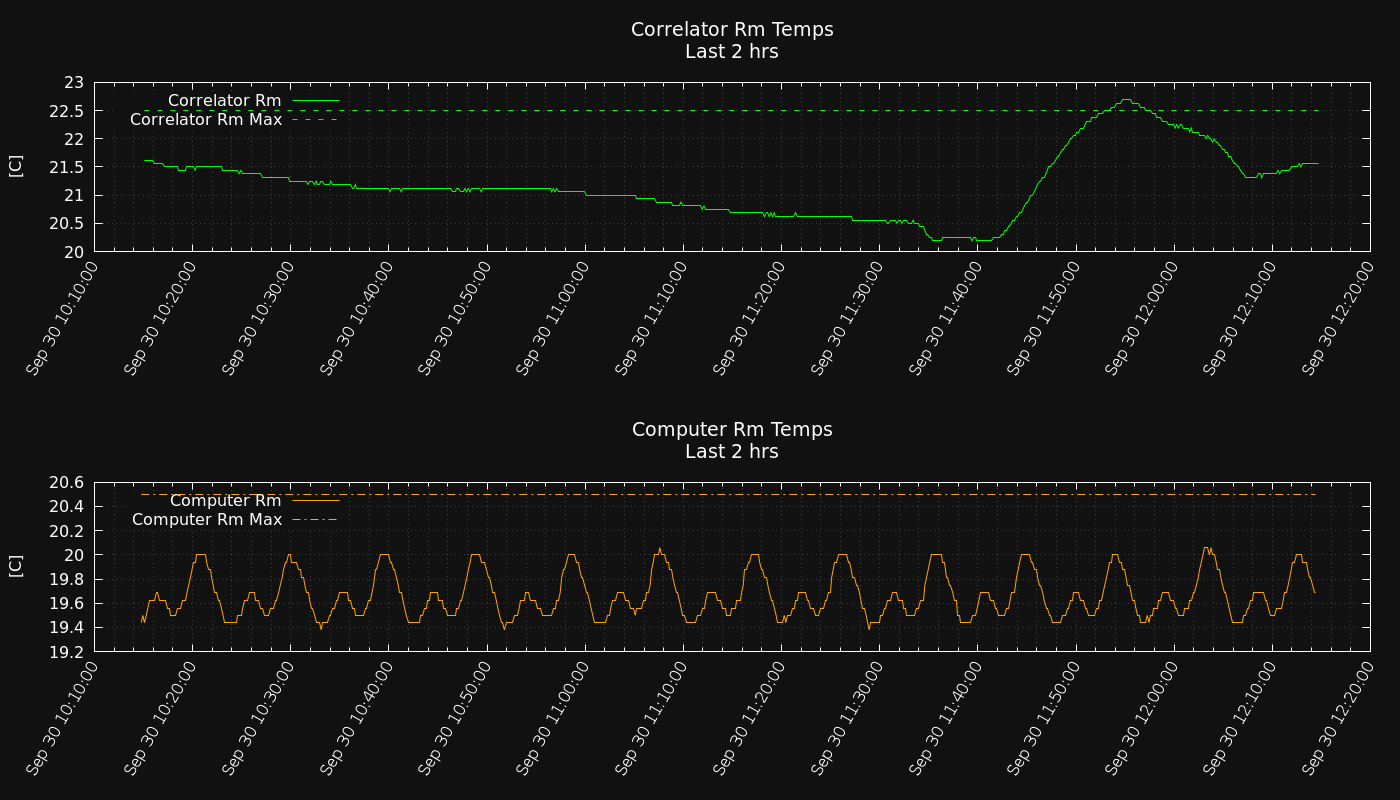 Correlator Rm Temps
Last 2 hrs
23
22.5
22
21.5
21
20.5
20
[C]
Correlator Rm
Correlator Rm Max
Sep 30 10:10:00
Sep 30 10:20:00
Sep 30 10:30:00
Sep 30 10:40:00
Sep 30 10:50:00
Sep 30 11:00:00
Sep 30 11:10:00
Sep 30 11:20:00
Sep 30 11:30:00
Sep 30 11:40:00
Sep 30 11:50:00
Sep 30 12:00:00
Sep 30 12:10:00
Sep 30 12:20:00
Computer Rm Temps
Last 2 hrs
20.6
20.4
20.2
20
19.8
19.6
19.4
19.2
[C]
Computer Rm
Computer Rm Max
Sep 30 10:10:00
Sep 30 10:20:00
Sep 30 10:30:00
Sep 30 10:40:00
Sep 30 10:50:00
Sep 30 11:00:00
Sep 30 11:10:00
Sep 30 11:20:00
Sep 30 11:30:00
Sep 30 11:40:00
Sep 30 11:50:00
Sep 30 12:00:00
Sep 30 12:10:00
Sep 30 12:20:00